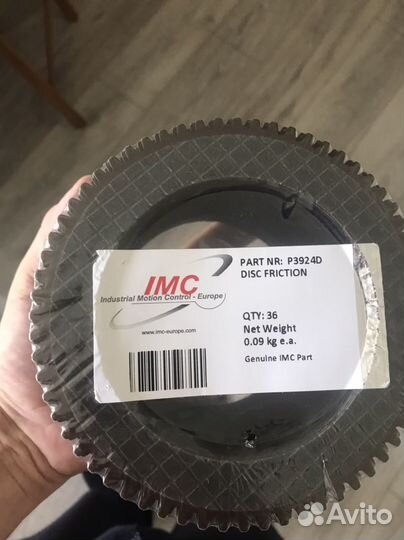 IMC
Industrial Motion Control - Europe
www.imc-europe.com
PART NR: P3924D
DISC FRICTION
QTY: 36
Net Weight
0.09 kg e.a.
Genuine IMC Part
Avito